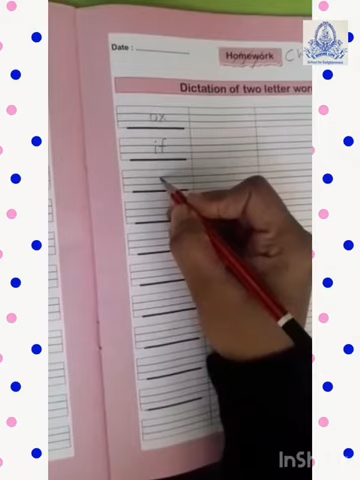 Date :
Homework
Dictation of two letter wor
ox
if
InSh